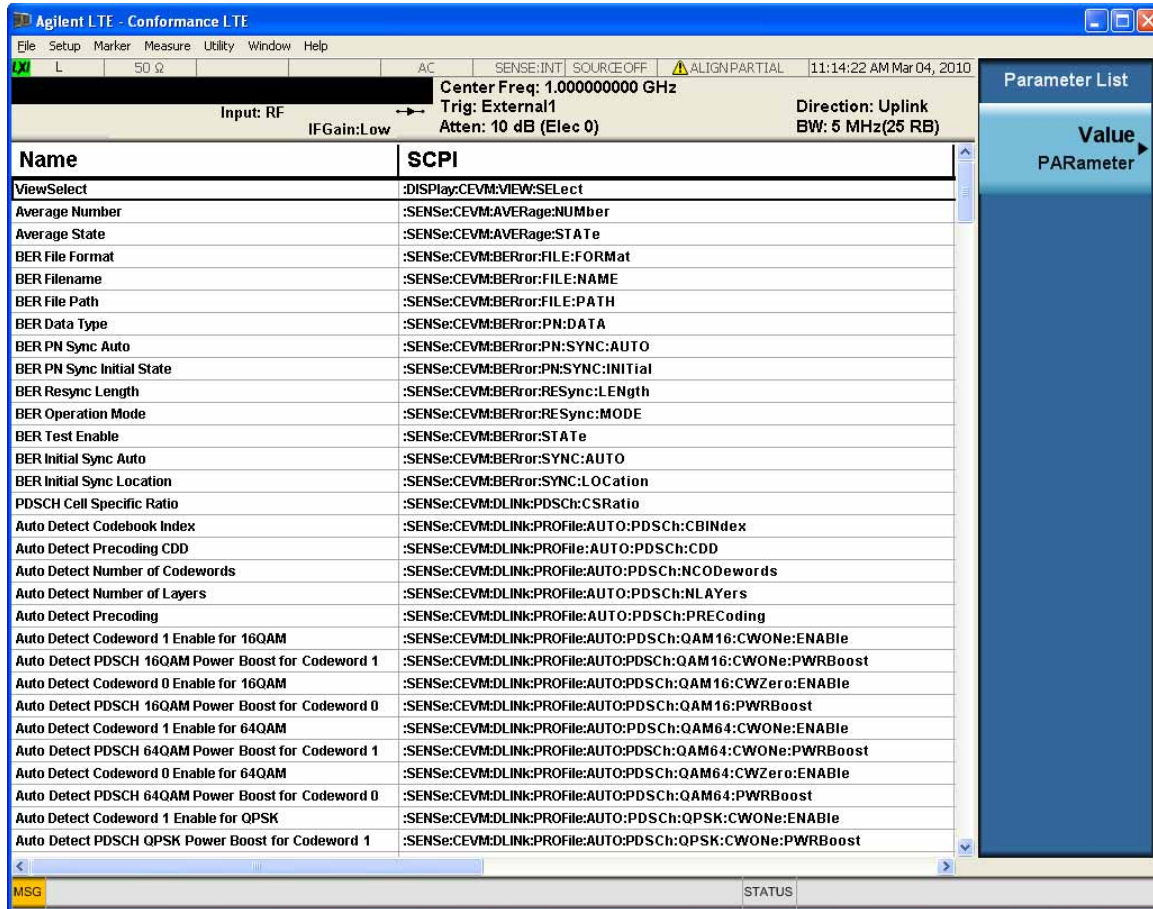 Agilent LTE - Conformance LTE
File Setup Marker Measure Utility Window Help
LXI L 50 Ω AC SENSE:INT SOURCE OFF ALIGN PARTIAL 11:14:22 AM Mar 04, 2010
Center Freq: 1.000000000 GHz
Input: RF Trig: External1 Direction: Uplink
IFGain:Low Atten: 10 dB (Elec 0) BW: 5 MHz(25 RB)
Parameter List
Value
PARameter
Name SCPI
ViewSelect :DISPlay:CEVM:VIEW:SELect
Average Number :SENSe:CEVM:AVERage:NUMber
Average State :SENSe:CEVM:AVERage:STATe
BER File Format :SENSe:CEVM:BERror:FILE:FORMat
BER Filename :SENSe:CEVM:BERror:FILE:NAME
BER File Path :SENSe:CEVM:BERror:FILE:PATH
BER Data Type :SENSe:CEVM:BERror:PN:DATA
BER PN Sync Auto :SENSe:CEVM:BERror:PN:SYNC:AUTO
BER PN Sync Initial State :SENSe:CEVM:BERror:PN:SYNC:INITial
BER Resync Length :SENSe:CEVM:BERror:RESync:LENgth
BER Operation Mode :SENSe:CEVM:BERror:RESync:MODE
BER Test Enable :SENSe:CEVM:BERror:STATe
BER Initial Sync Auto :SENSe:CEVM:BERror:SYNC:AUTO
BER Initial Sync Location :SENSe:CEVM:BERror:SYNC:LOCation
PDSCH Cell Specific Ratio :SENSe:CEVM:DLINk:PDSCh:CSRatio
Auto Detect Codebook Index :SENSe:CEVM:DLINk:PROFile:AUTO:PDSCh:CBINdex
Auto Detect Precoding CDD :SENSe:CEVM:DLINk:PROFile:AUTO:PDSCh:CDD
Auto Detect Number of Codewords :SENSe:CEVM:DLINk:PROFile:AUTO:PDSCh:NCODewords
Auto Detect Number of Layers :SENSe:CEVM:DLINk:PROFile:AUTO:PDSCh:NLAYers
Auto Detect Precoding :SENSe:CEVM:DLINk:PROFile:AUTO:PDSCh:PRECoding
Auto Detect Codeword 1 Enable for 16QAM :SENSe:CEVM:DLINk:PROFile:AUTO:PDSCh:QAM16:CWONe:ENABle
Auto Detect PDSCH 16QAM Power Boost for Codeword 1 :SENSe:CEVM:DLINk:PROFile:AUTO:PDSCh:QAM16:CWONe:PWRBoost
Auto Detect Codeword 0 Enable for 16QAM :SENSe:CEVM:DLINk:PROFile:AUTO:PDSCh:QAM16:CWZero:ENABle
Auto Detect PDSCH 16QAM Power Boost for Codeword 0 :SENSe:CEVM:DLINk:PROFile:AUTO:PDSCh:QAM16:PWRBoost
Auto Detect Codeword 1 Enable for 64QAM :SENSe:CEVM:DLINk:PROFile:AUTO:PDSCh:QAM64:CWONe:ENABle
Auto Detect PDSCH 64QAM Power Boost for Codeword 1 :SENSe:CEVM:DLINk:PROFile:AUTO:PDSCh:QAM64:CWONe:PWRBoost
Auto Detect Codeword 0 Enable for 64QAM :SENSe:CEVM:DLINk:PROFile:AUTO:PDSCh:QAM64:CWZero:ENABle
Auto Detect PDSCH 64QAM Power Boost for Codeword 0 :SENSe:CEVM:DLINk:PROFile:AUTO:PDSCh:QAM64:PWRBoost
Auto Detect Codeword 1 Enable for QPSK :SENSe:CEVM:DLINk:PROFile:AUTO:PDSCh:QPSK:CWONe:ENABle
Auto Detect PDSCH QPSK Power Boost for Codeword 1 :SENSe:CEVM:DLINk:PROFile:AUTO:PDSCh:QPSK:CWONe:PWRBoost
MSG STATUS